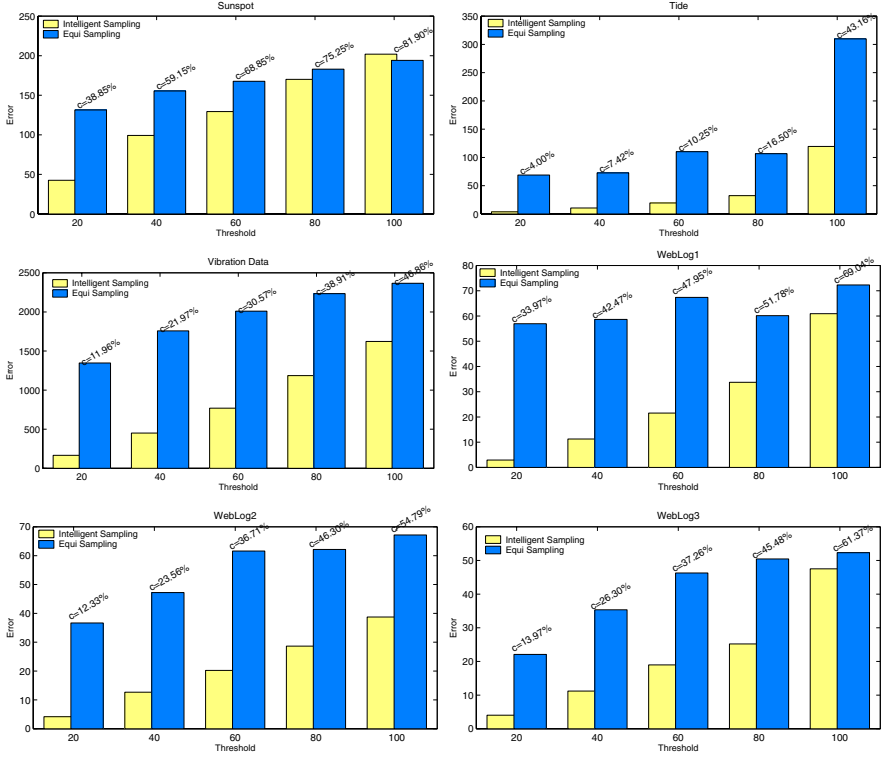 Sunspot
250
200
150
100
50
0
Error
Intelligent Sampling
Equi Sampling
c=38.85%
c=59.15%
c=68.85%
c=75.25%
c=81.90%
20 40 60 80 100
Threshold
Tide
350
300
250
200
150
100
50
0
Error
Intelligent Sampling
Equi Sampling
c=4.00%
c=7.42%
c=10.25%
c=16.50%
c=43.16%
20 40 60 80 100
Threshold
Vibration Data
2500
2000
1500
1000
500
0
Error
Intelligent Sampling
Equi Sampling
c=11.96%
c=21.97%
c=30.57%
c=38.91%
c=46.86%
20 40 60 80 100
Threshold
WebLog1
80
70
60
50
40
30
20
10
0
Error
Intelligent Sampling
Equi Sampling
c=33.97%
c=42.47%
c=47.95%
c=51.78%
c=69.04%
20 40 60 80 100
Threshold
WebLog2
70
60
50
40
30
20
10
0
Error
Intelligent Sampling
Equi Sampling
c=12.33%
c=23.56%
c=36.71%
c=46.30%
c=54.79%
20 40 60 80 100
Threshold
WebLog3
60
50
40
30
20
10
0
Error
Intelligent Sampling
Equi Sampling
c=13.97%
c=26.30%
c=37.26%
c=45.48%
c=61.37%
20 40 60 80 100
Threshold